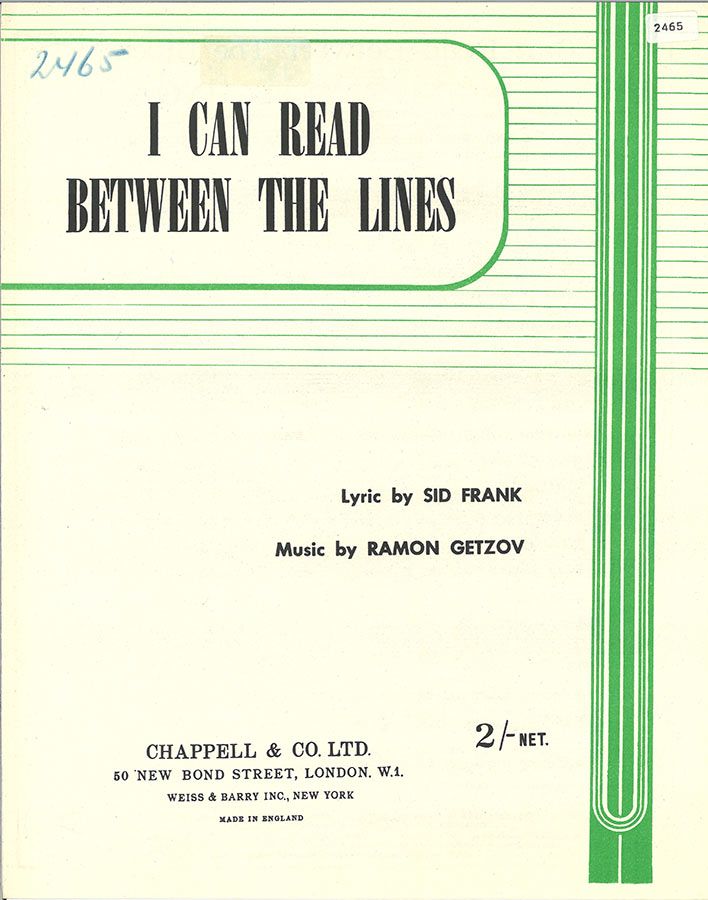 2465
2465
I CAN READ
BETWEEN THE LINES
Lyric by SID FRANK
Music by RAMON GETZOV
2/- NET.
CHAPPELL & CO. LTD.
50 NEW BOND STREET, LONDON. W.1.
WEISS & BARRY INC., NEW YORK
MADE IN ENGLAND